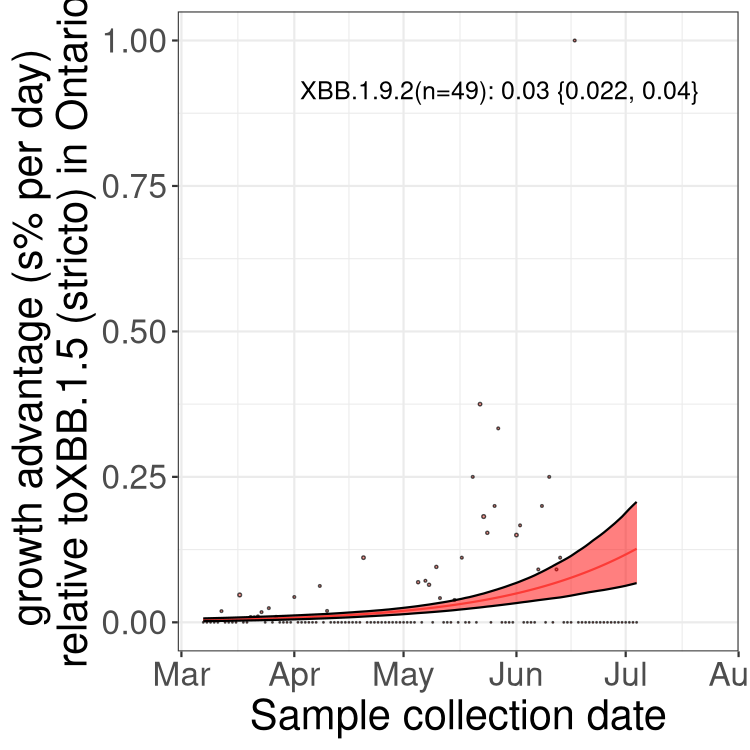 growth advantage (s% per day)
relative toXBB.1.5 (stricto) in Ontario
1.00
0.75
0.50
0.25
0.00
XBB.1.9.2(n=49): 0.03 {0.022, 0.04}
Mar Apr May Jun Jul Au
Sample collection date